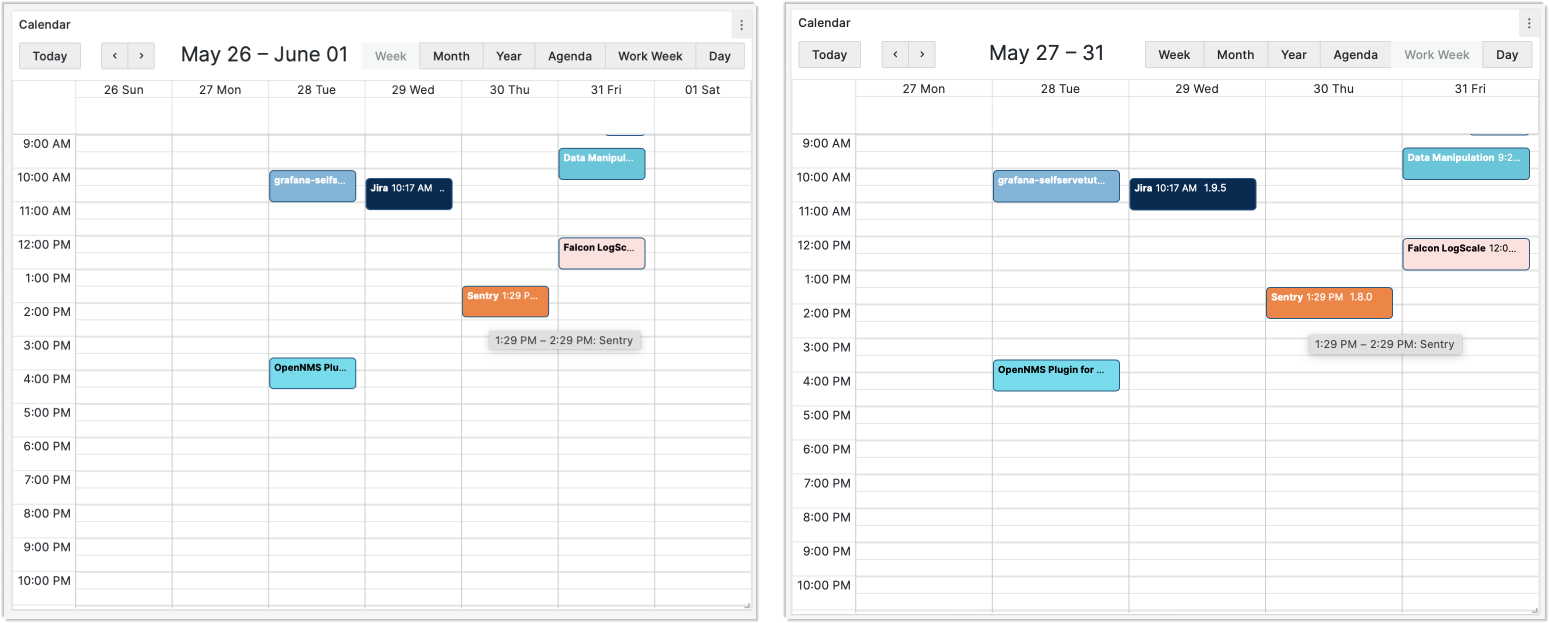 Calendar
Today < > May 26 – June 01 Week Month Year Agenda Work Week Day
26 Sun 27 Mon 28 Tue 29 Wed 30 Thu 31 Fri 01 Sat
9:00 AM
Data Manipul...
10:00 AM
grafana-selfs...
Jira 10:17 AM ..
11:00 AM
12:00 PM
Falcon LogSc...
1:00 PM
Sentry 1:29 P...
2:00 PM
1:29 PM – 2:29 PM: Sentry
3:00 PM
OpenNMS Plu...
4:00 PM
5:00 PM
6:00 PM
7:00 PM
8:00 PM
9:00 PM
10:00 PM
Calendar
Today < > May 27 – 31 Week Month Year Agenda Work Week Day
27 Mon 28 Tue 29 Wed 30 Thu 31 Fri
9:00 AM
Data Manipulation 9:2...
10:00 AM
grafana-selfservetut...
Jira 10:17 AM 1.9.5
11:00 AM
12:00 PM
Falcon LogScale 12:0...
1:00 PM
Sentry 1:29 PM 1.8.0
2:00 PM
1:29 PM – 2:29 PM: Sentry
3:00 PM
OpenNMS Plugin for ...
4:00 PM
5:00 PM
6:00 PM
7:00 PM
8:00 PM
9:00 PM
10:00 PM